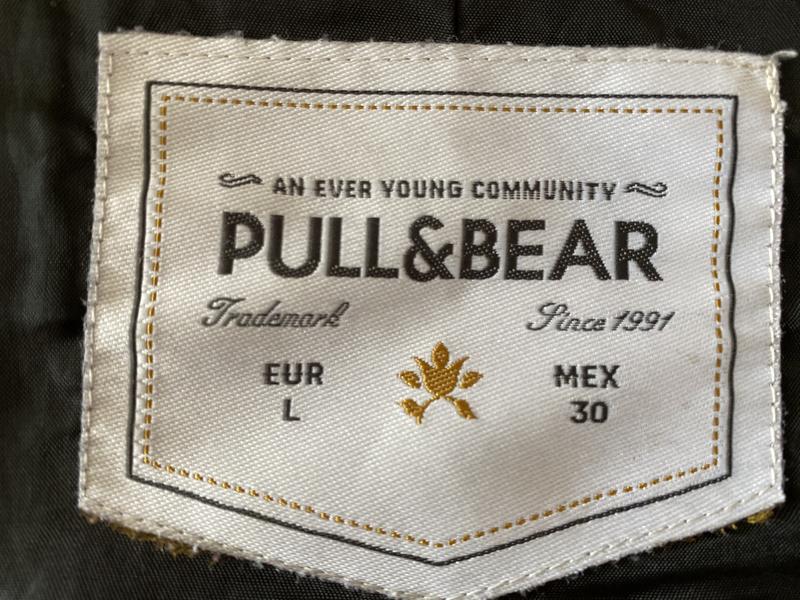 AN EVER YOUNG COMMUNITY
PULL&BEAR
Trademark Since 1991
EUR MEX
L 30